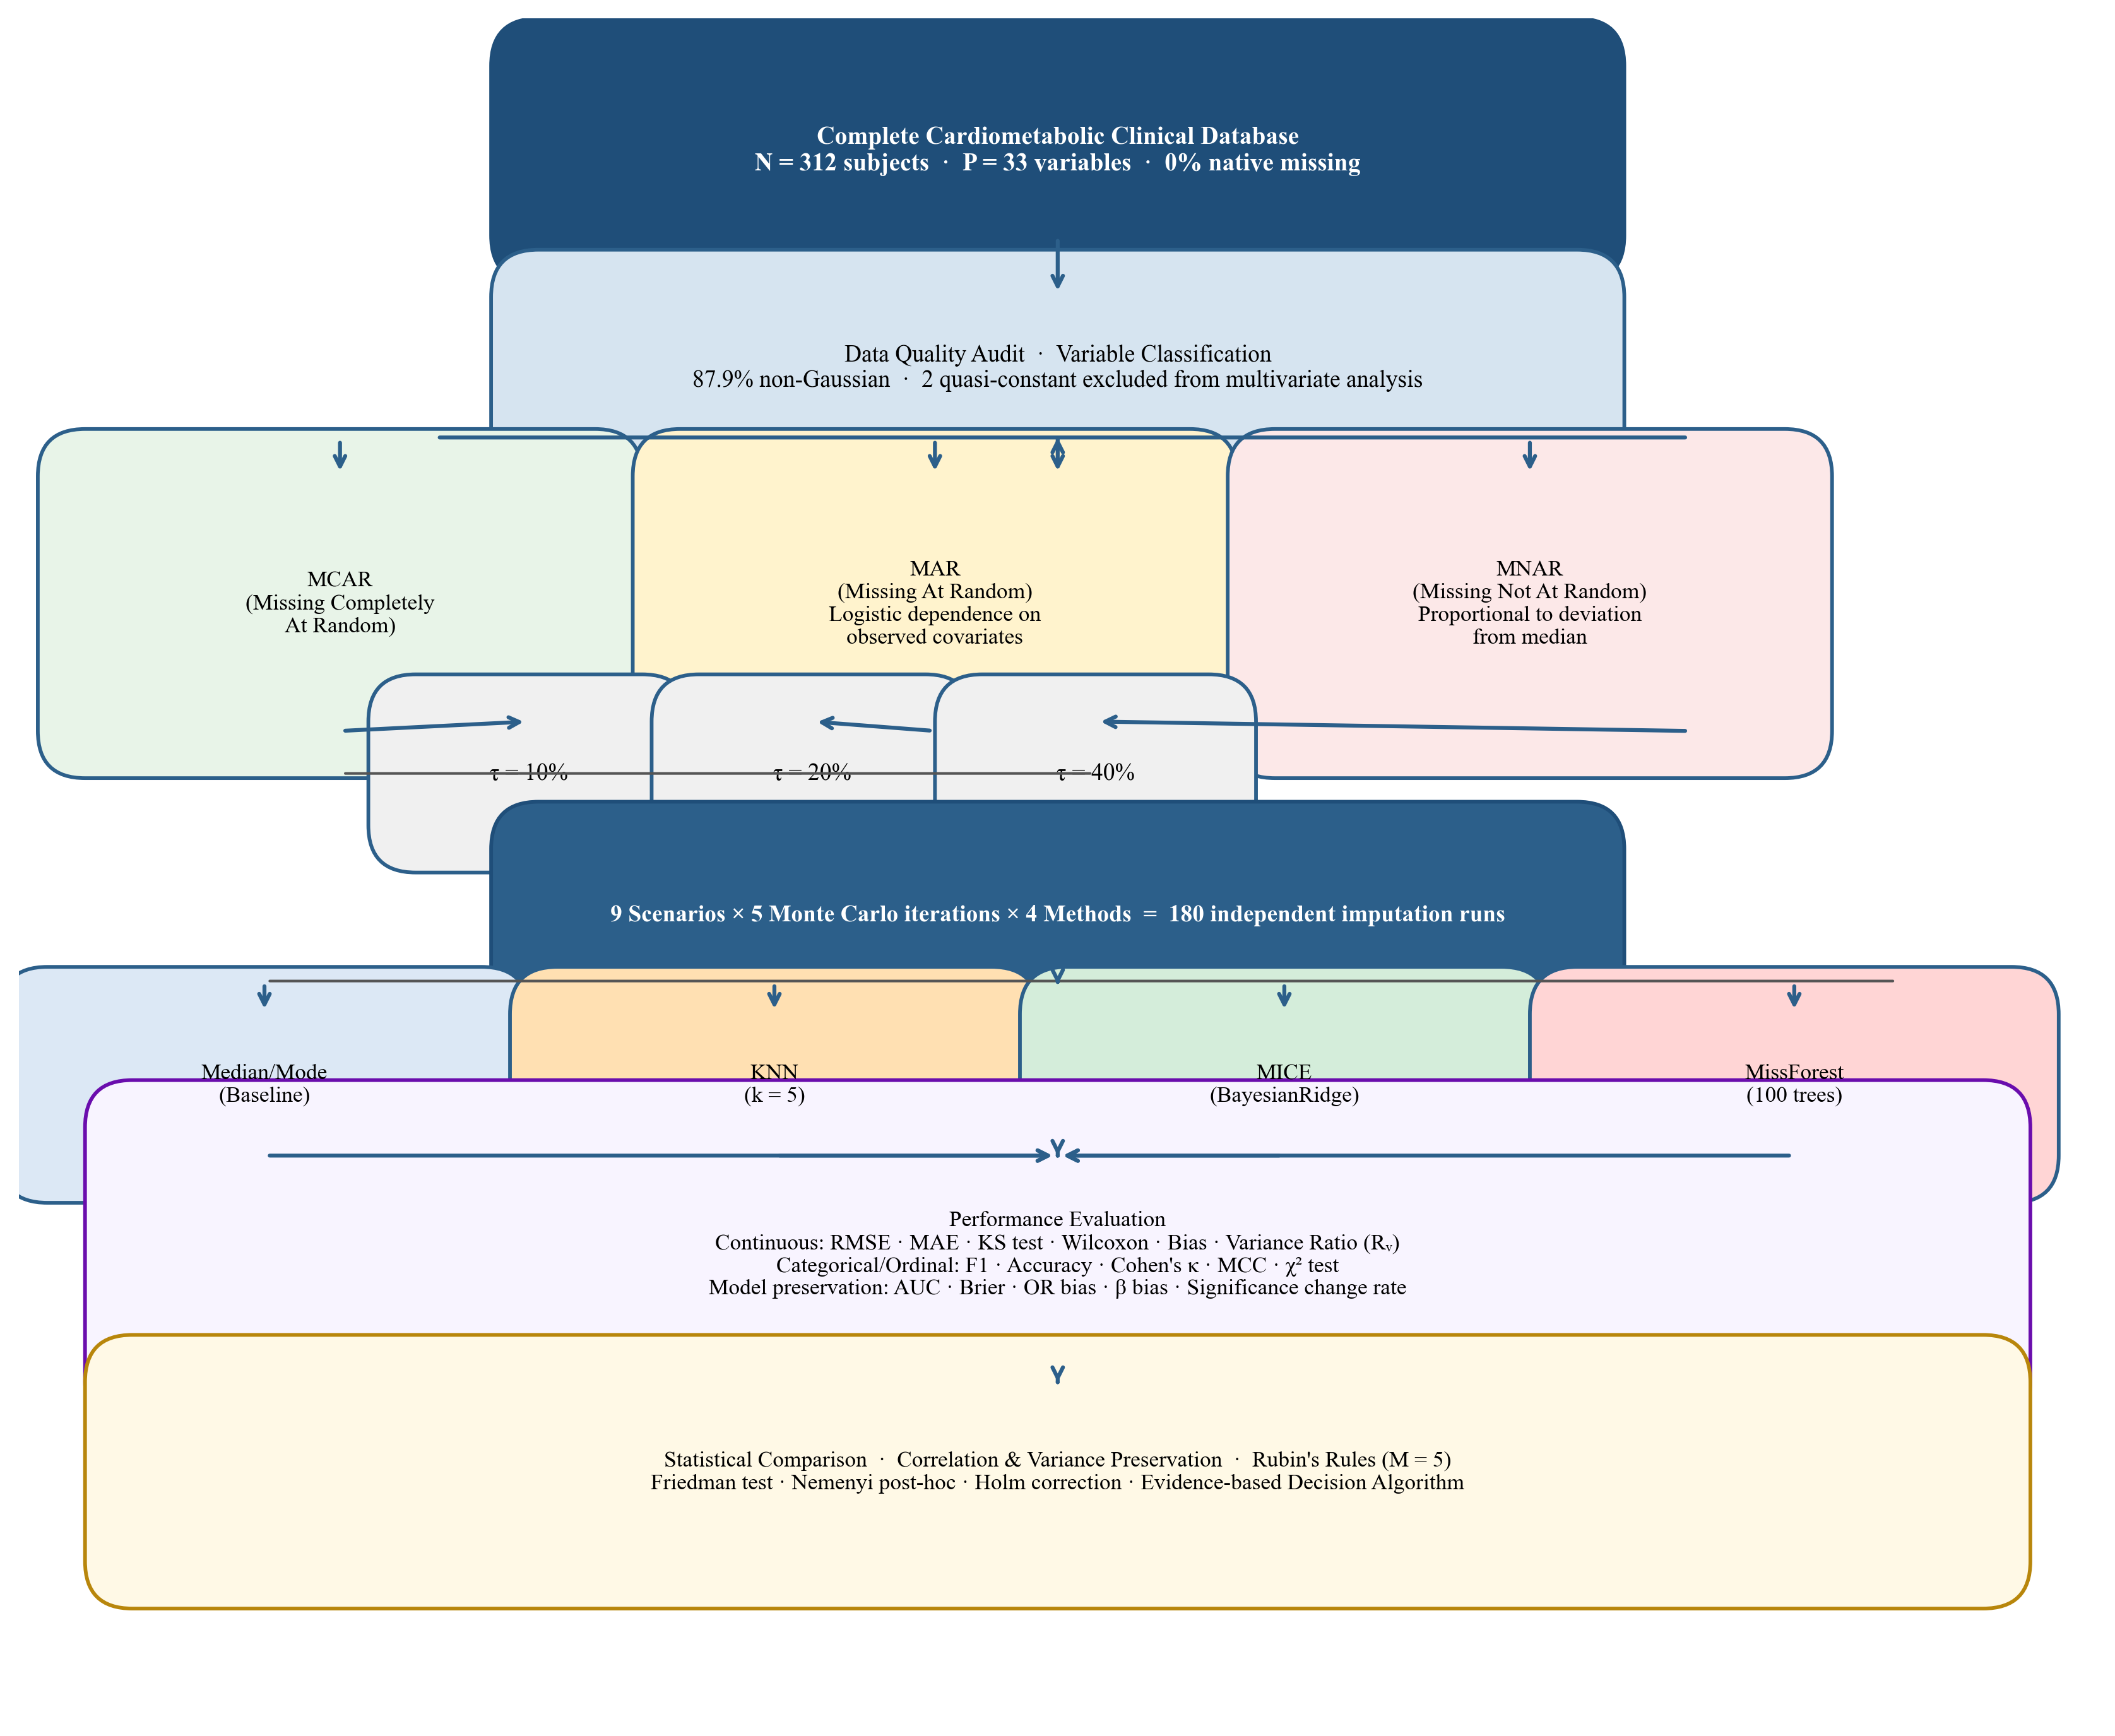 Complete Cardiometabolic Clinical Database
N = 312 subjects · P = 33 variables · 0% native missing
Data Quality Audit · Variable Classification
87.9% non-Gaussian · 2 quasi-constant excluded from multivariate analysis
MCAR
(Missing Completely
At Random)
MAR
(Missing At Random)
Logistic dependence on
observed covariates
MNAR
(Missing Not At Random)
Proportional to deviation
from median
τ = 10%
τ = 20%
τ = 40%
9 Scenarios × 5 Monte Carlo iterations × 4 Methods = 180 independent imputation runs
Median/Mode
(Baseline)
KNN
(k = 5)
MICE
(BayesianRidge)
MissForest
(100 trees)
Performance Evaluation
Continuous: RMSE · MAE · KS test · Wilcoxon · Bias · Variance Ratio (Rᵥ)
Categorical/Ordinal: F1 · Accuracy · Cohen's κ · MCC · χ² test
Model preservation: AUC · Brier · OR bias · β bias · Significance change rate
Statistical Comparison · Correlation & Variance Preservation · Rubin's Rules (M = 5)
Friedman test · Nemenyi post-hoc · Holm correction · Evidence-based Decision Algorithm